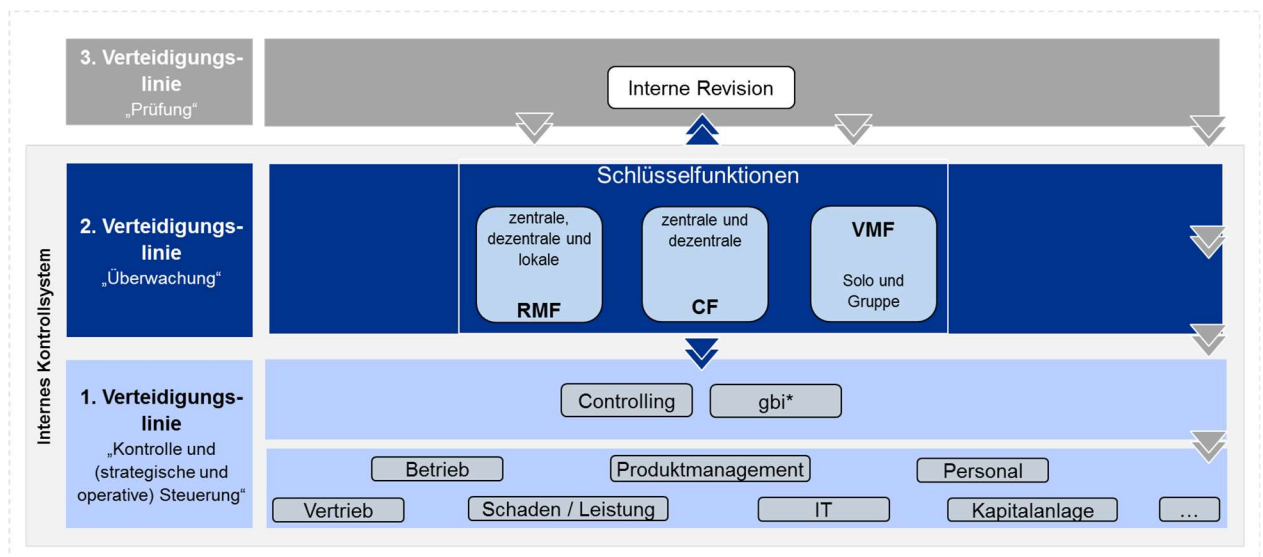 3. Verteidigungs-
linie
„Prüfung“
Interne Revision
Internes Kontrollsystem
2. Verteidigungs-
linie
„Überwachung“
Schlüsselfunktionen
zentrale,
dezentrale und
lokale
RMF
zentrale und
dezentrale
CF
VMF
Solo und
Gruppe
1. Verteidigungs-
linie
„Kontrolle und
(strategische und
operative) Steuerung“
Controlling
gbi*
Betrieb
Produktmanagement
Personal
Vertrieb
Schaden / Leistung
IT
Kapitalanlage
...